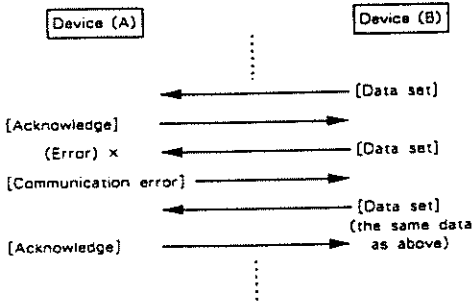 Device (A) Device (B)
[Data set]
[Acknowledge]
(Error) × [Data set]
[Communication error]
[Data set]
(the same data
[Acknowledge] as above)